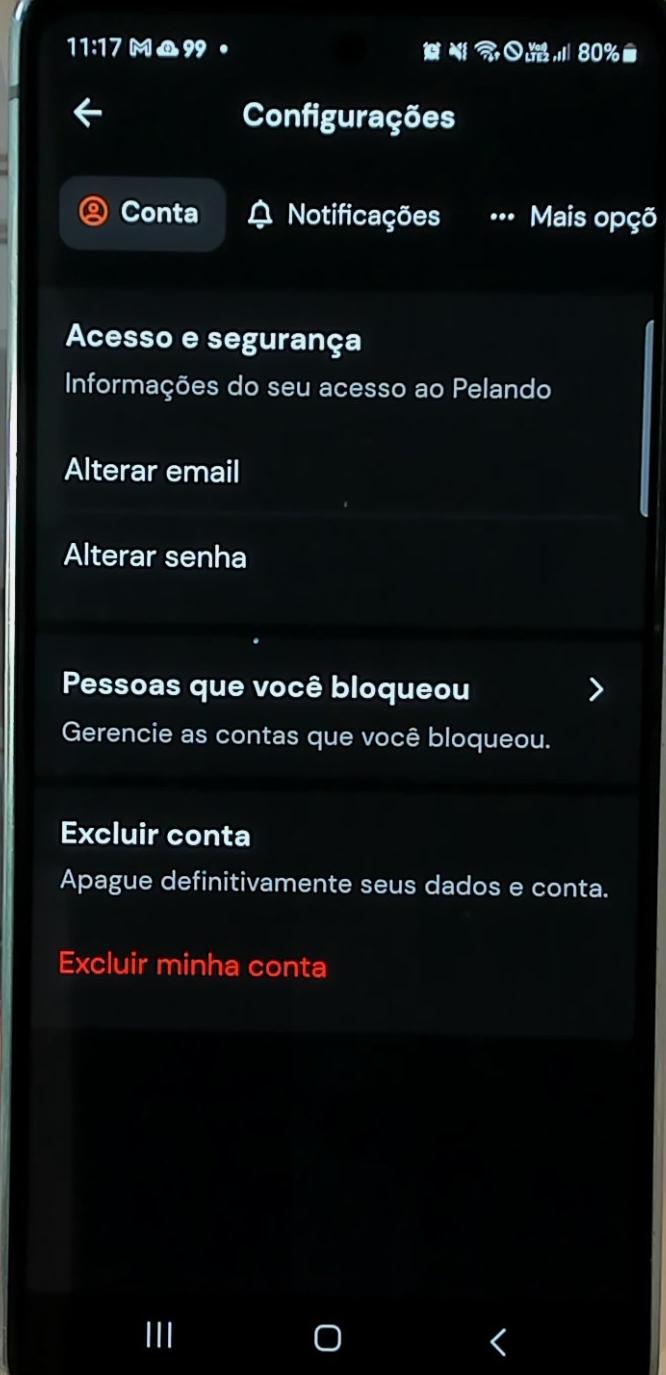 11:17 99
80%
Configurações
Conta
Notificações
Mais opçõ
Acesso e segurança
Informações do seu acesso ao Pelando
Alterar email
Alterar senha
Pessoas que você bloqueou
Gerencie as contas que você bloqueou.
Excluir conta
Apague definitivamente seus dados e conta.
Excluir minha conta